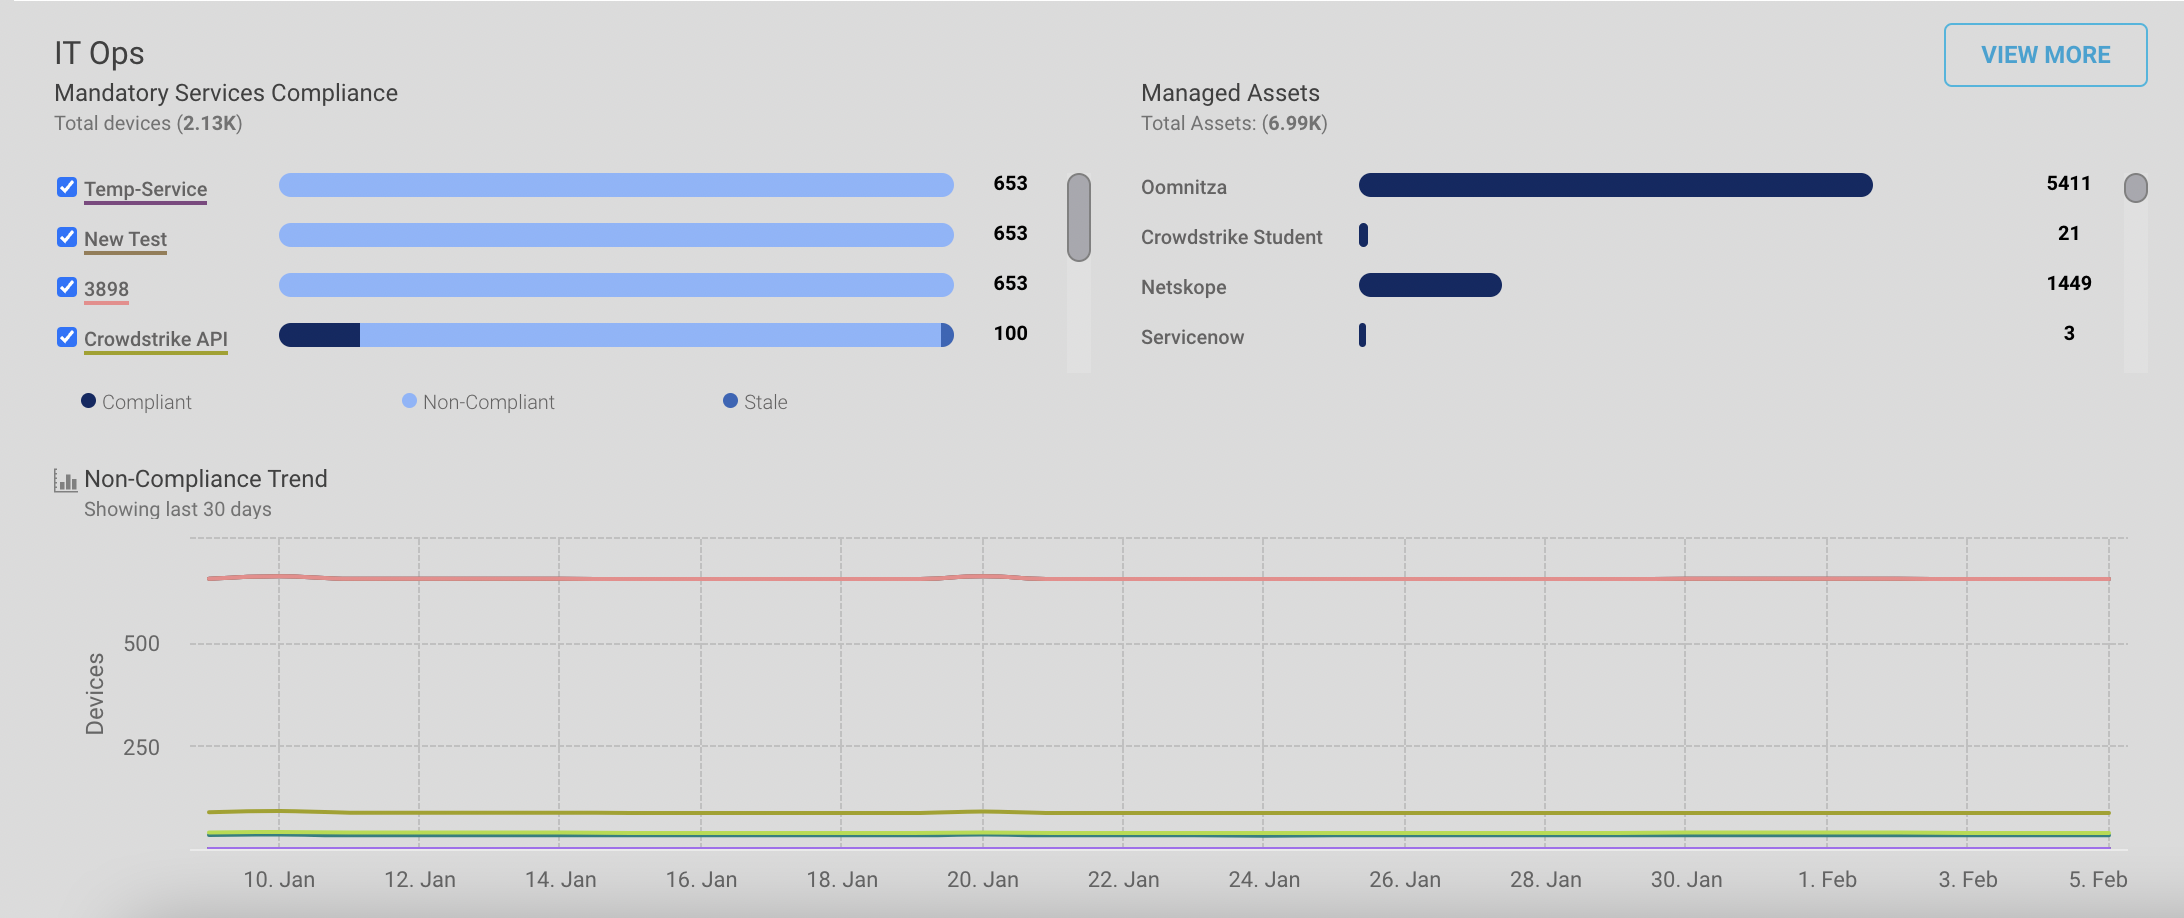 IT Ops
VIEW MORE
Mandatory Services Compliance
Total devices (2.13K)
Temp-Service 653
New Test 653
3898 653
Crowdstrike API 100
Compliant Non-Compliant Stale
Managed Assets
Total Assets: (6.99K)
Oomnitza 5411
Crowdstrike Student 21
Netskope 1449
Servicenow 3
Non-Compliance Trend
Showing last 30 days
Devices
500
250
10. Jan 12. Jan 14. Jan 16. Jan 18. Jan 20. Jan 22. Jan 24. Jan 26. Jan 28. Jan 30. Jan 1. Feb 3. Feb 5. Feb